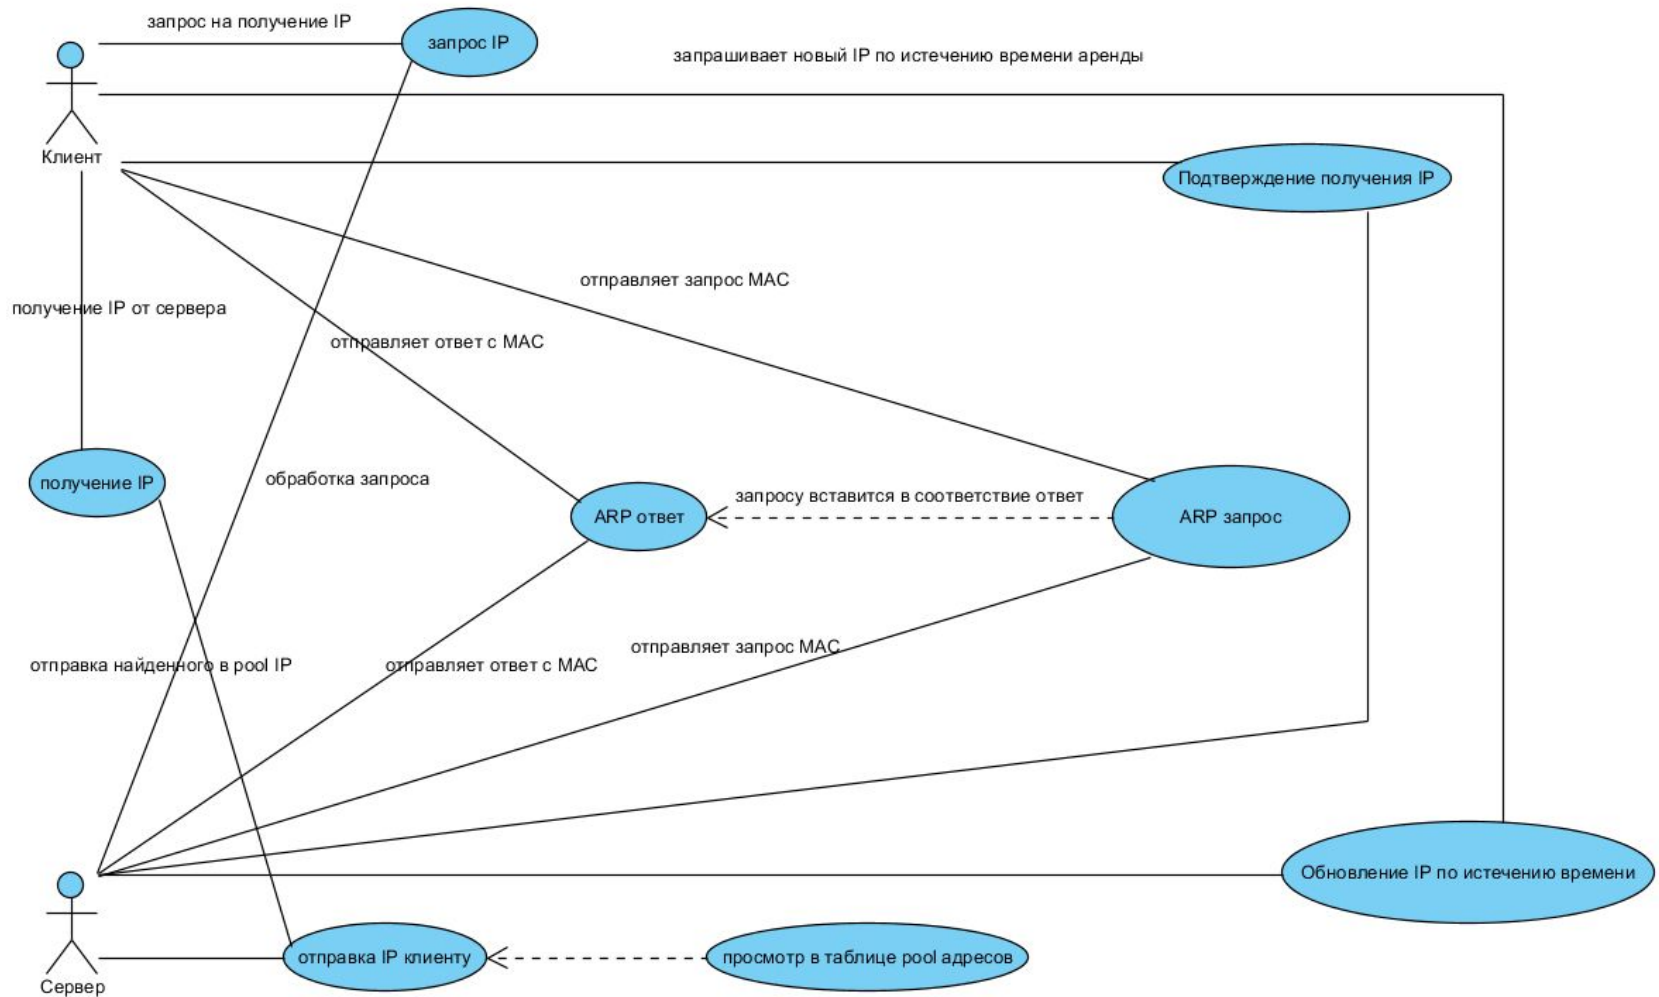 запрос на получение IP
запрос IP
запрашивает новый IP по истечению времени аренды
Клиент
Подтверждение получения IP
отправляет запрос MAC
получение IP от сервера
отправляет ответ с MAC
получение IP
обработка запроса
запросу вставится в соответствие ответ
ARP ответ
ARP запрос
отправляет запрос MAC
отправка найденного в pool IP
отправляет ответ с MAC
Обновление IP по истечению времени
отправка IP клиенту
просмотр в таблице pool адресов
Сервер